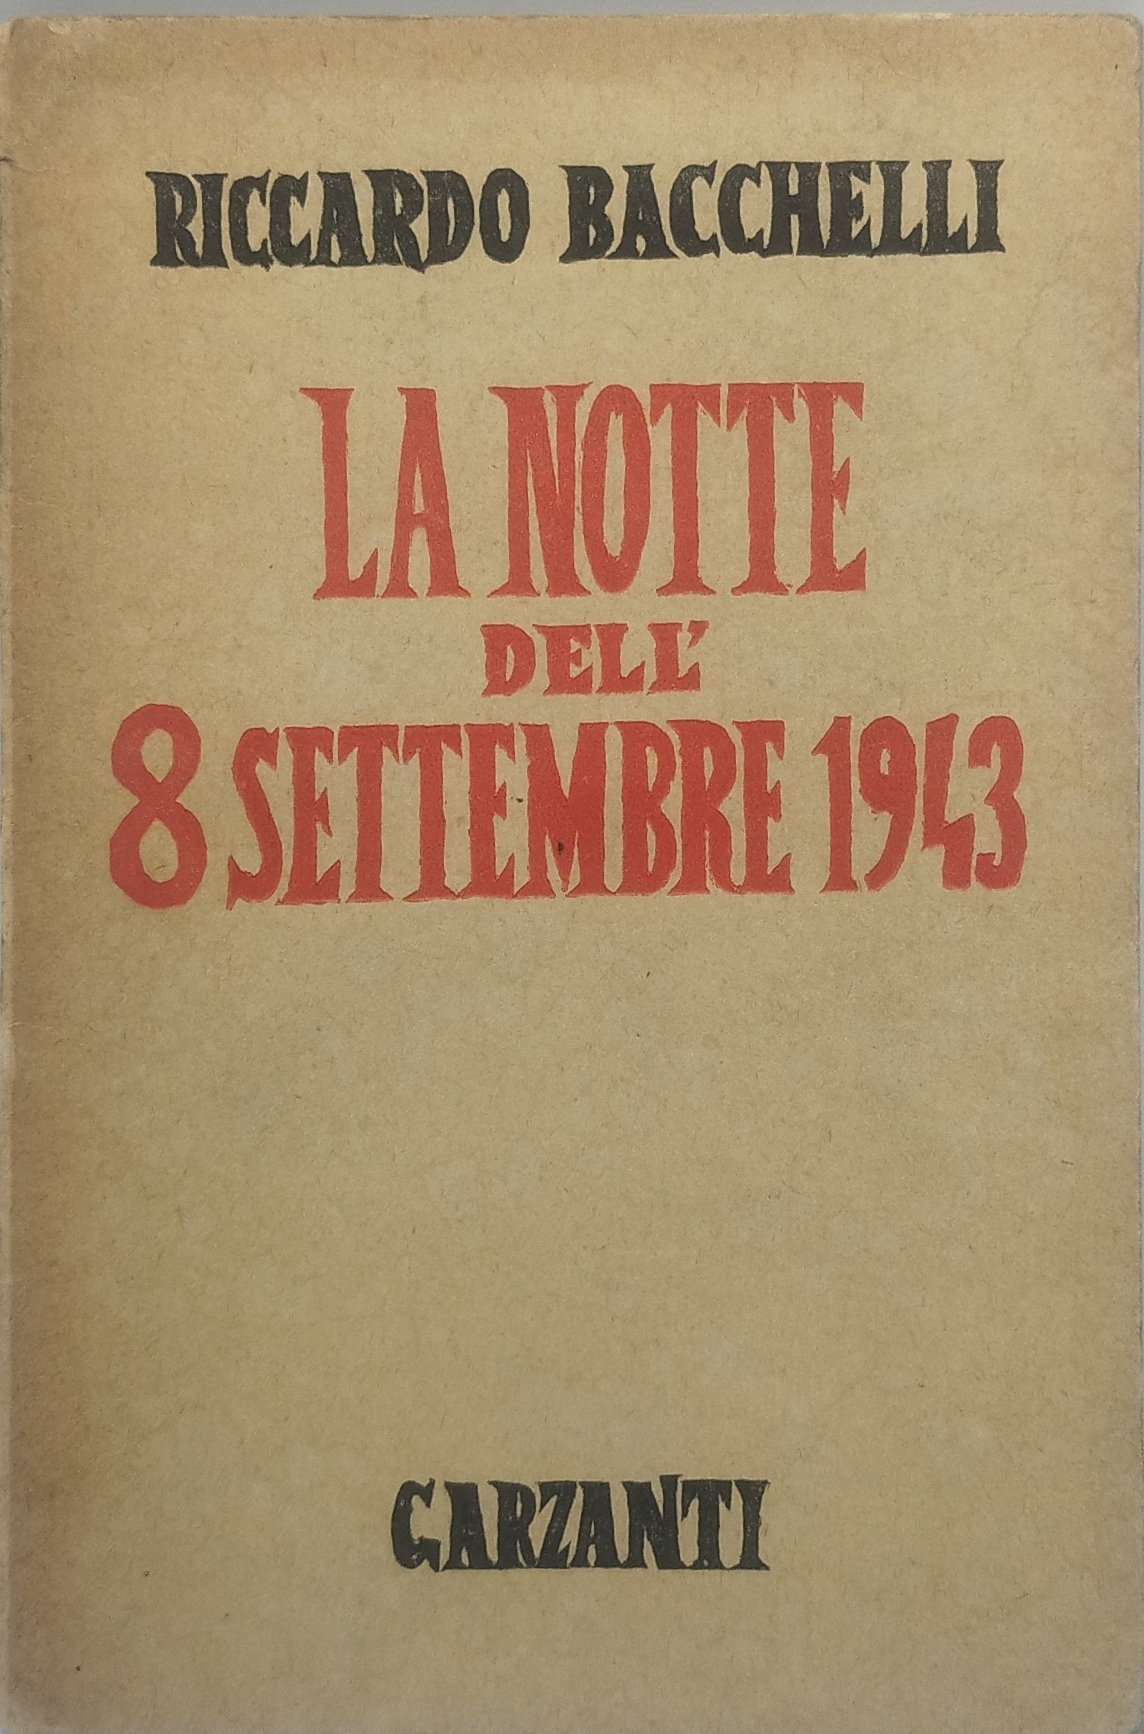 RICCARDO BACCHELLI
LA NOTTE
DELL'
8 SETTEMBRE 1943
GARZANTI